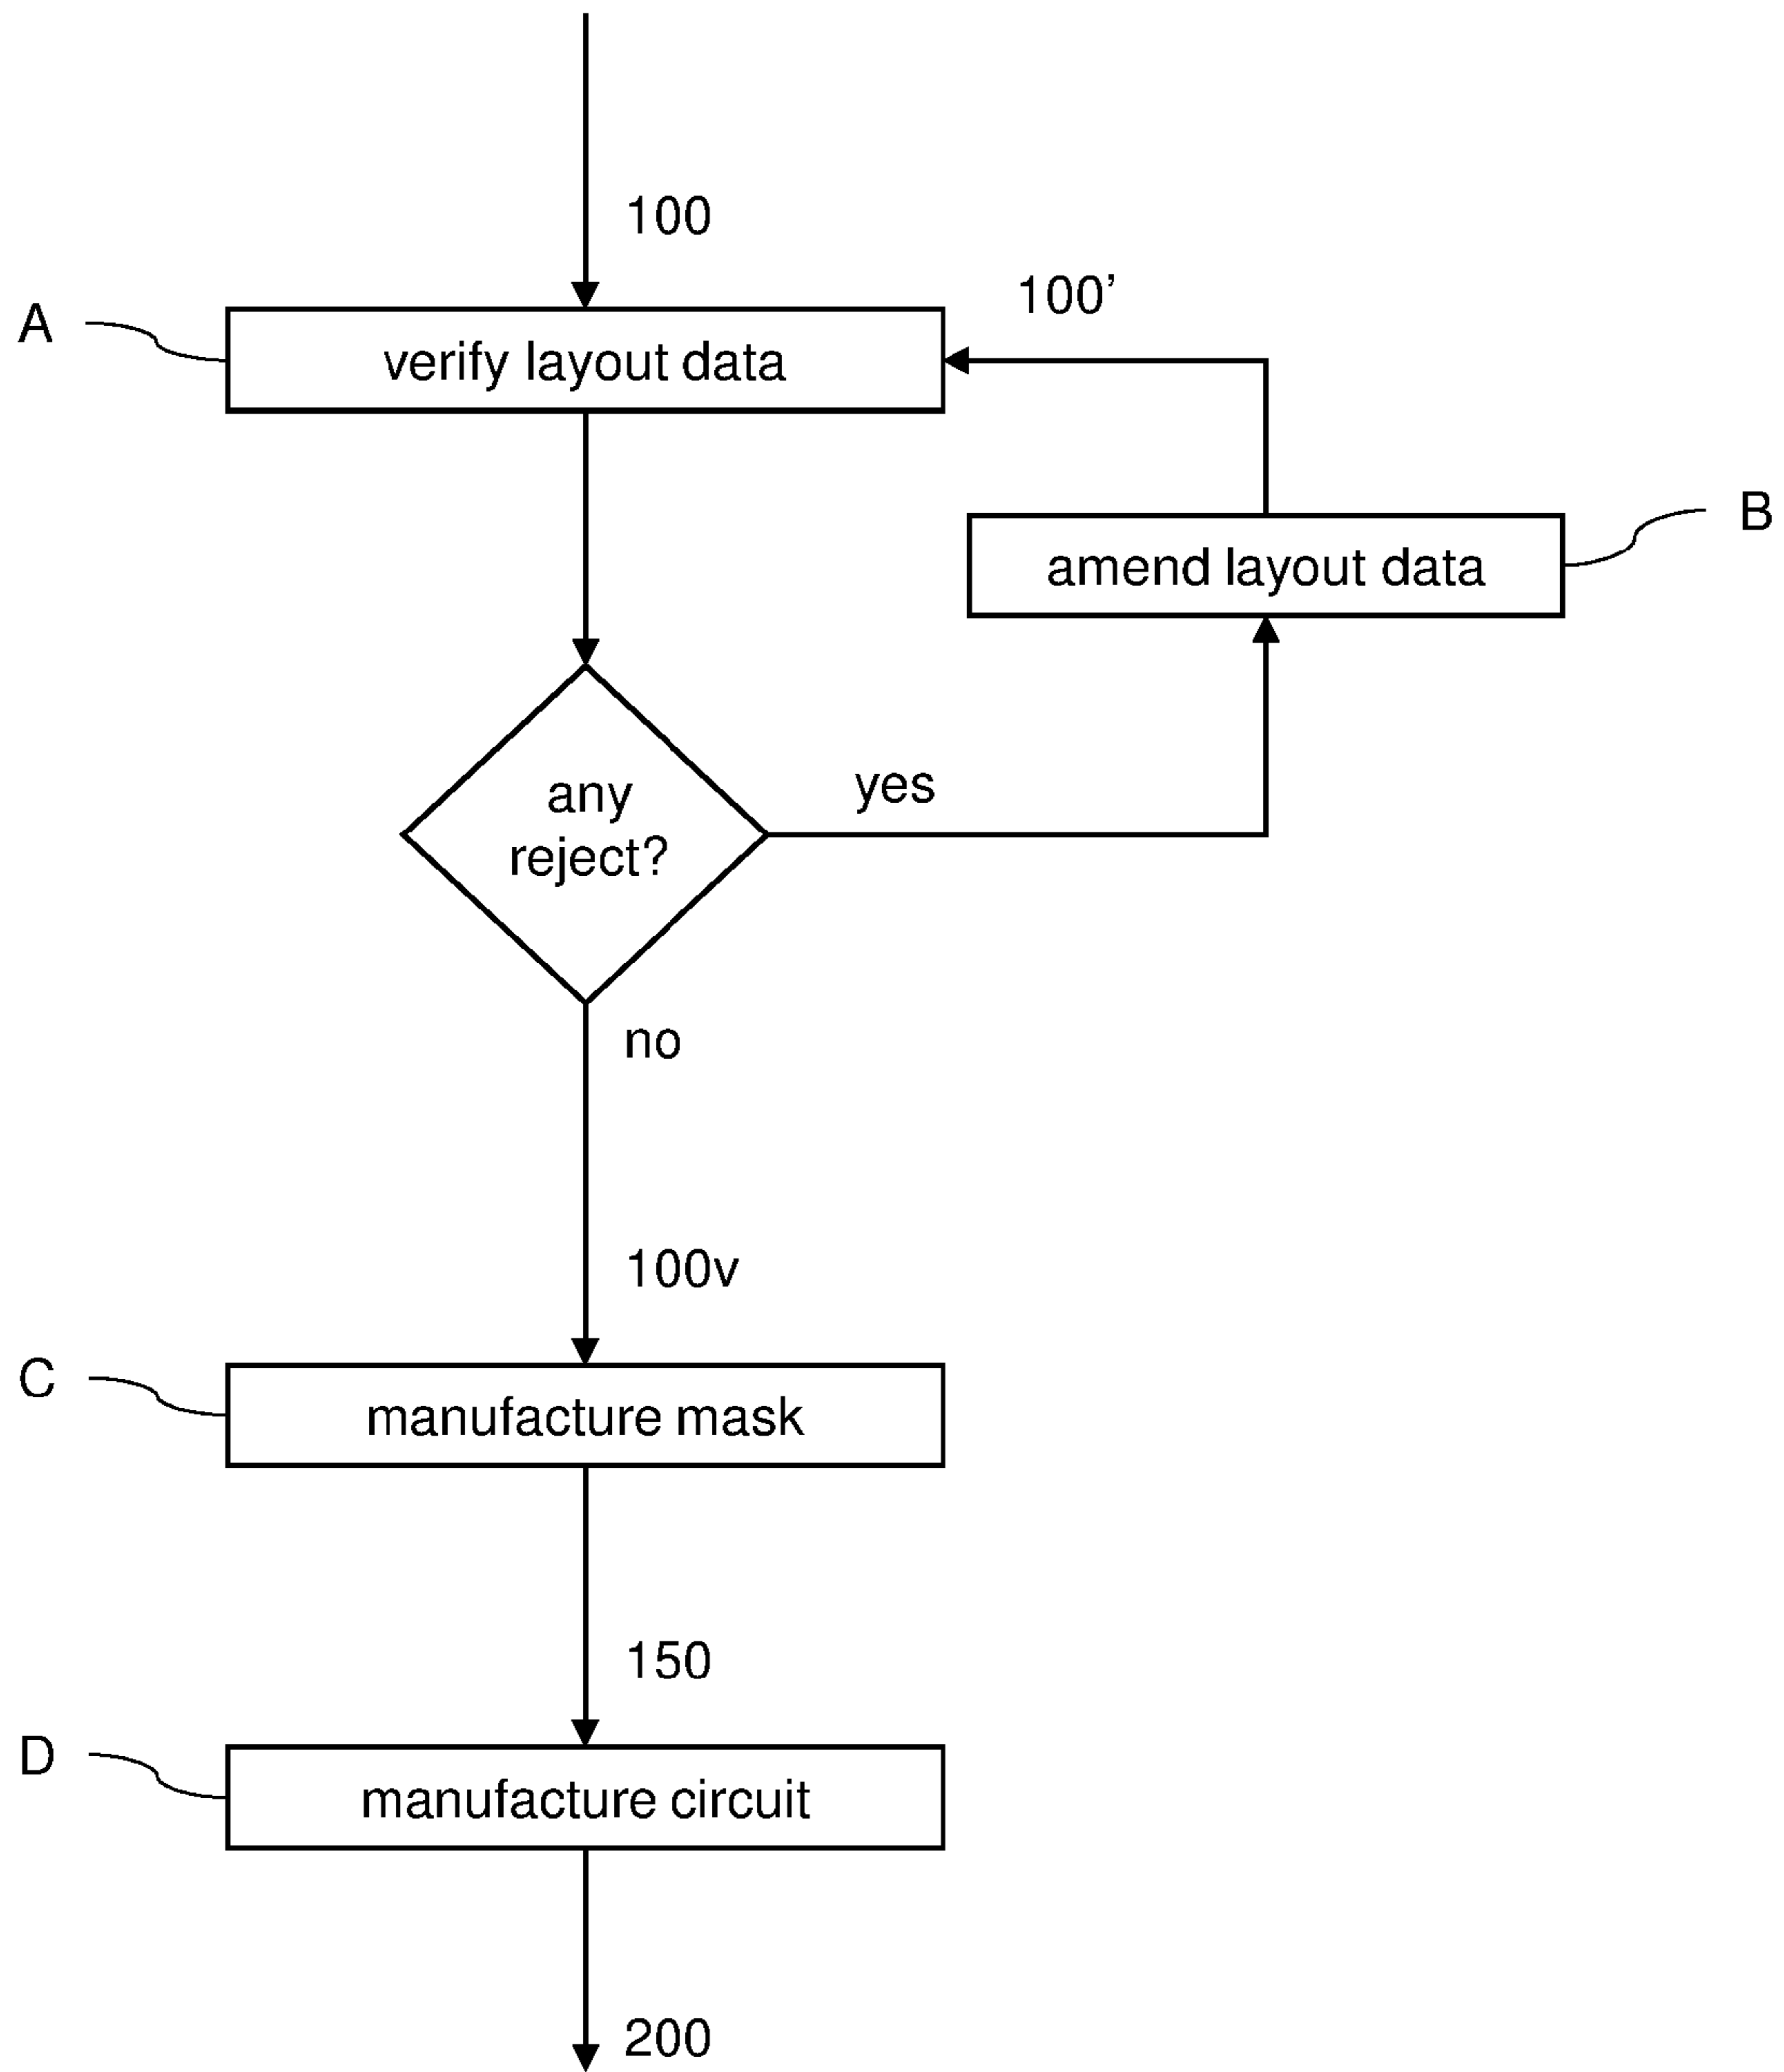 100
100’
A
verify layout data
B
amend layout data
any
reject?
yes
no
100v
C
manufacture mask
150
D
manufacture circuit
200